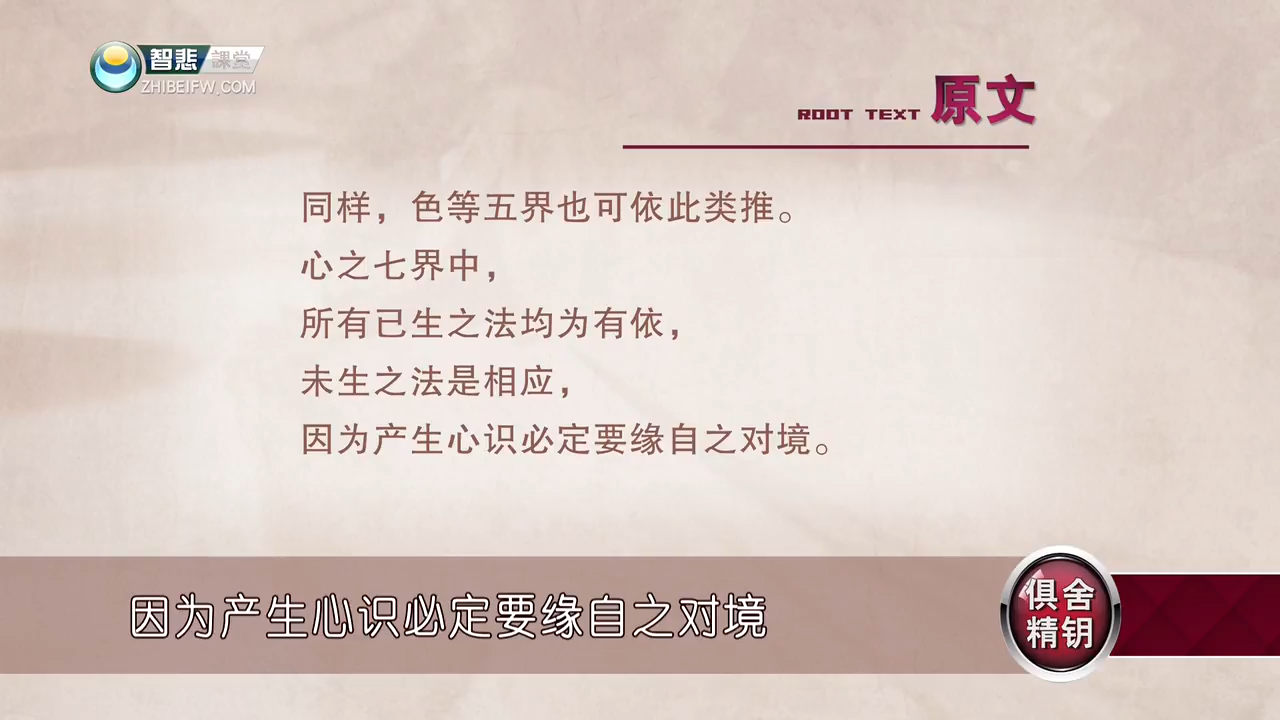 智悲 課堂
ZHIBEIFW.COM
ROOT TEXT 原文
同样，色等五界也可依此类推。
心之七界中，
所有已生之法均为有依，
未生之法是相应，
因为产生心识必定要缘自之对境。
因为产生心识必定要缘自之对境
俱舍
精钥